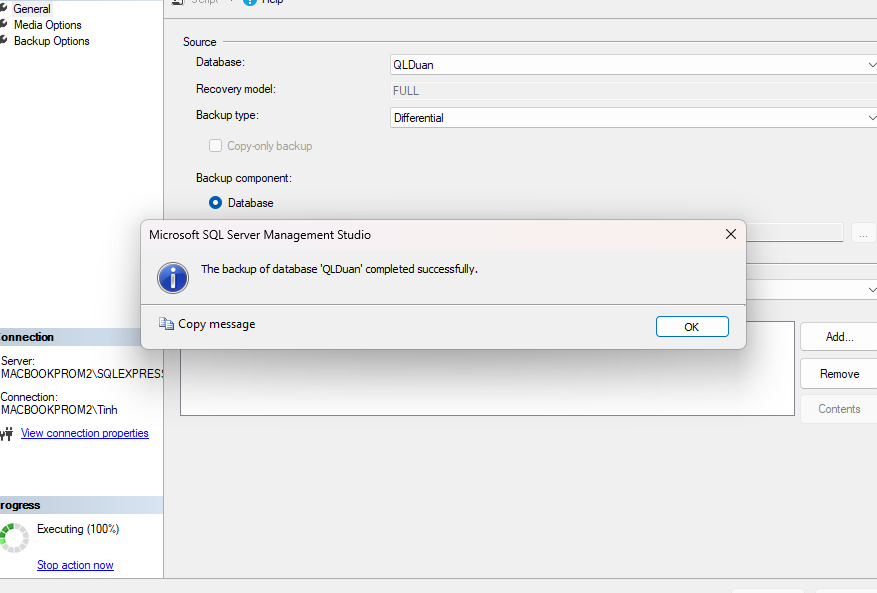 General
Script
Help
Media Options
Backup Options
Source
Database:
QLDuan
Recovery model:
FULL
Backup type:
Differential
Copy-only backup
Backup component:
Database
...
Microsoft SQL Server Management Studio
The backup of database 'QLDuan' completed successfully.
Copy message
OK
Add...
Remove
Contents
onnection
Server:
MACBOOKPROM2\SQLEXPRES
Connection:
MACBOOKPROM2\Tinh
View connection properties
rogress
Executing (100%)
Stop action now